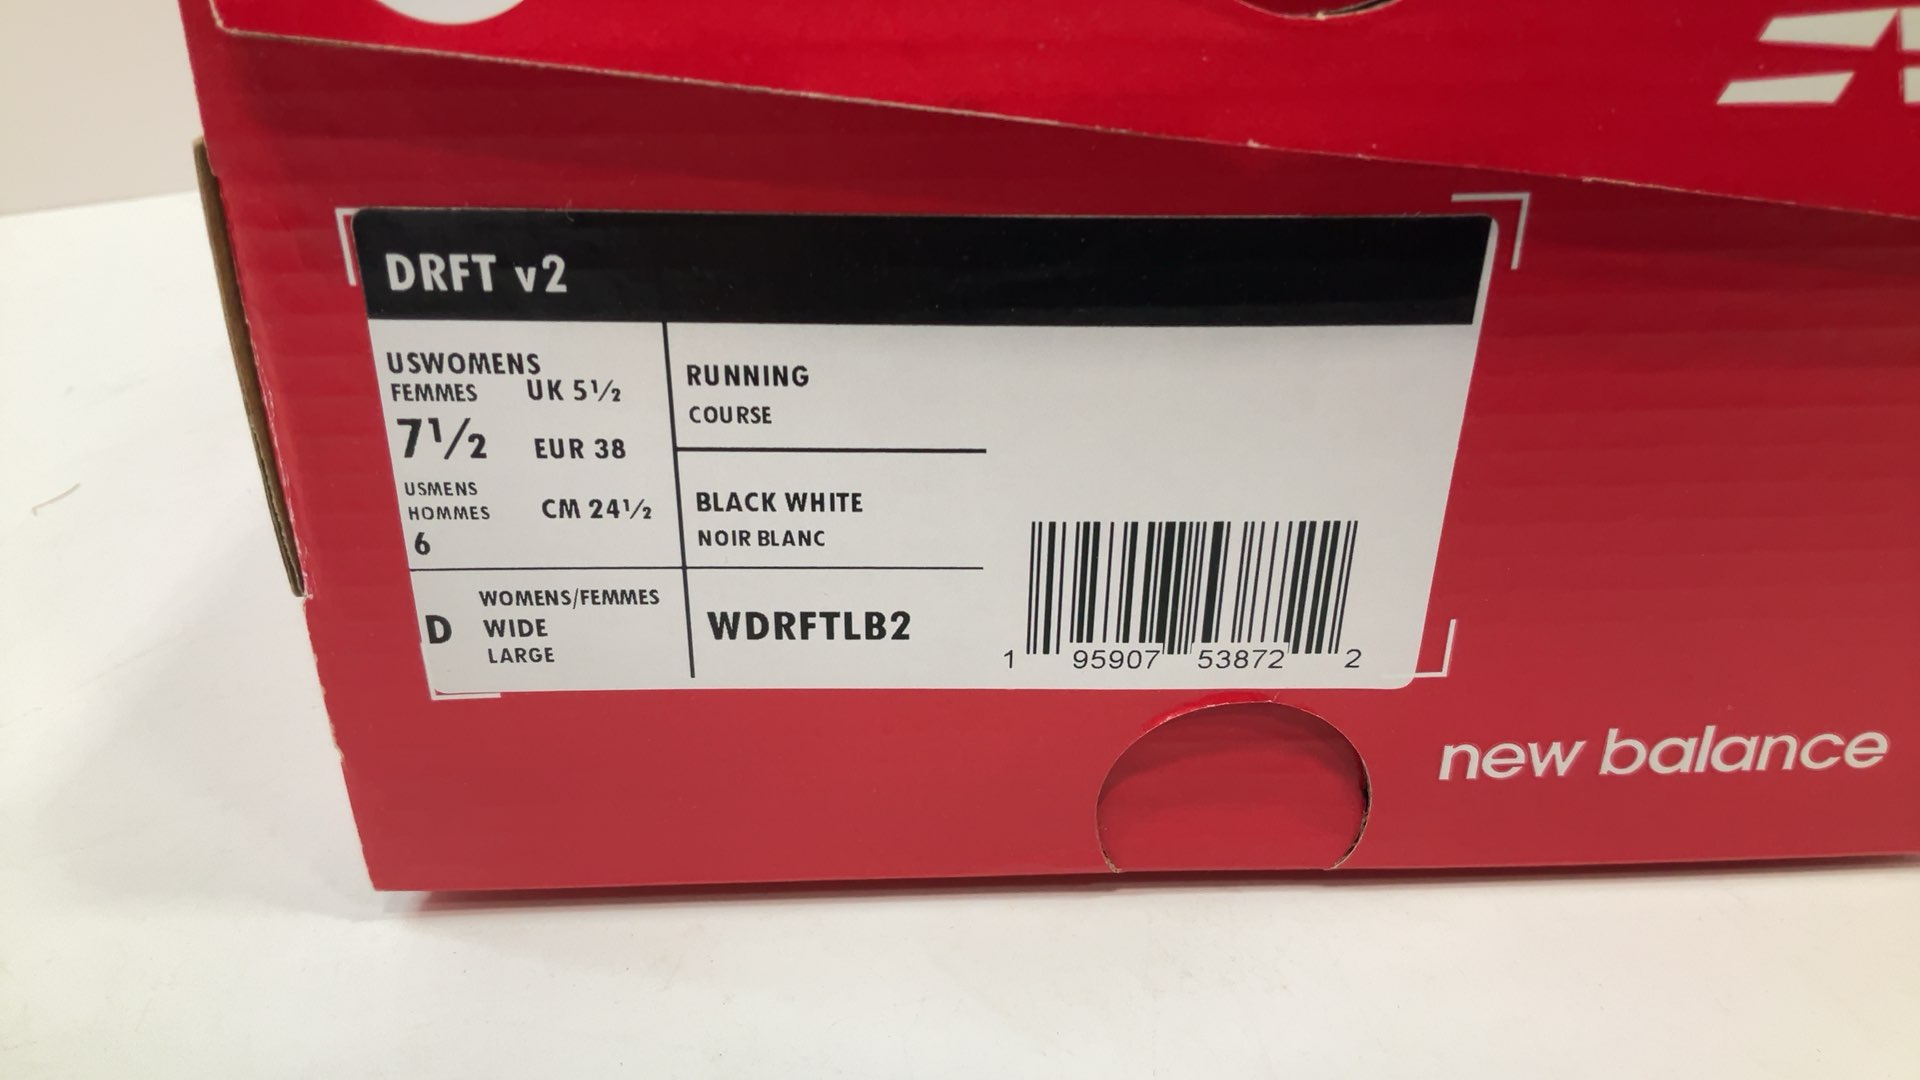 DRFT v2
USWOMENS
FEMMES
7½
UK 5½
EUR 38
CM 24½
USMENS
HOMMES
6
D
WOMENS/FEMMES
WIDE
LARGE
RUNNING
COURSE
BLACK WHITE
NOIR BLANC
WDRFTLB2
1 95907 53872 2
new balance